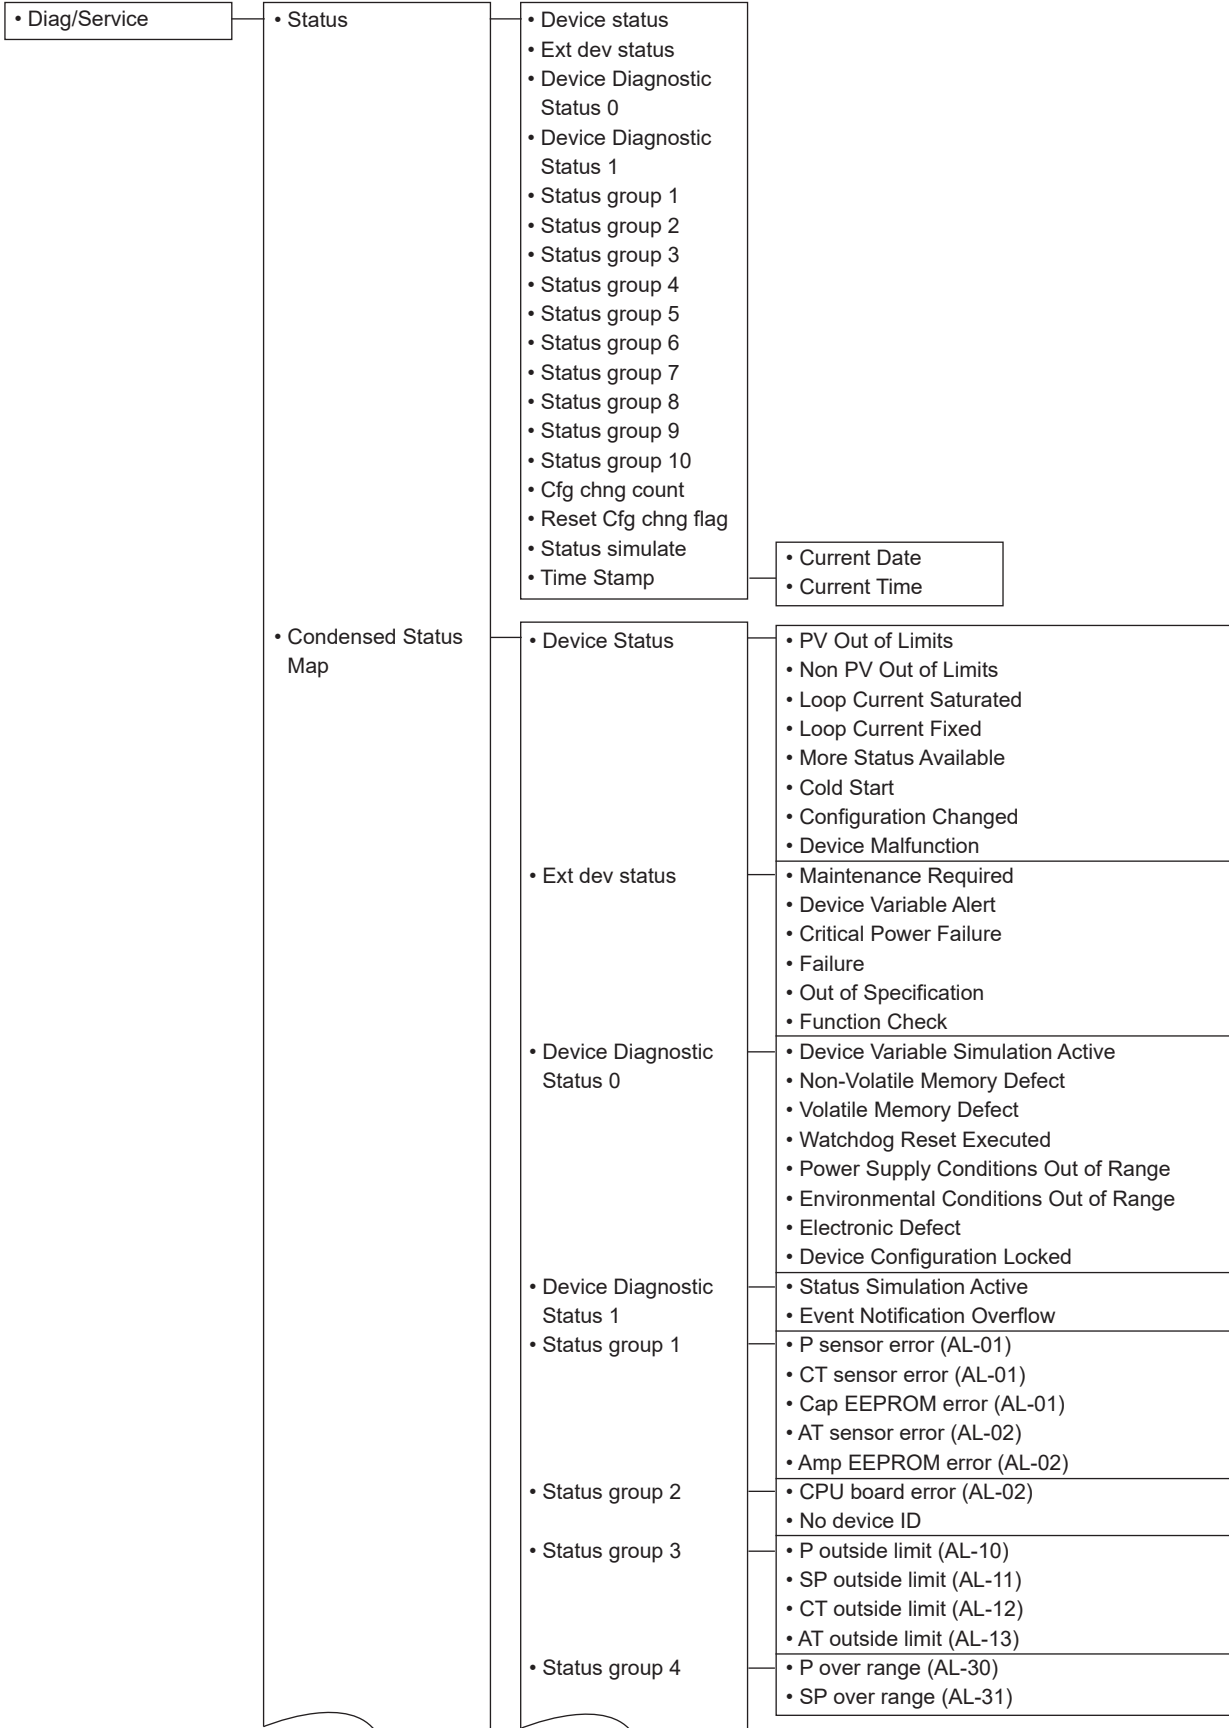 • Diag/Service
• Status
• Device status
• Ext dev status
• Device Diagnostic
Status 0
• Device Diagnostic
Status 1
• Status group 1
• Status group 2
• Status group 3
• Status group 4
• Status group 5
• Status group 6
• Status group 7
• Status group 8
• Status group 9
• Status group 10
• Cfg chng count
• Reset Cfg chng flag
• Status simulate
• Time Stamp
• Current Date
• Current Time
• Condensed Status
Map
• Device Status
• PV Out of Limits
• Non PV Out of Limits
• Loop Current Saturated
• Loop Current Fixed
• More Status Available
• Cold Start
• Configuration Changed
• Device Malfunction
• Ext dev status
• Maintenance Required
• Device Variable Alert
• Critical Power Failure
• Failure
• Out of Specification
• Function Check
• Device Diagnostic
Status 0
• Device Variable Simulation Active
• Non-Volatile Memory Defect
• Volatile Memory Defect
• Watchdog Reset Executed
• Power Supply Conditions Out of Range
• Environmental Conditions Out of Range
• Electronic Defect
• Device Configuration Locked
• Device Diagnostic
Status 1
• Status Simulation Active
• Event Notification Overflow
• Status group 1
• P sensor error (AL-01)
• CT sensor error (AL-01)
• Cap EEPROM error (AL-01)
• AT sensor error (AL-02)
• Amp EEPROM error (AL-02)
• Status group 2
• CPU board error (AL-02)
• No device ID
• Status group 3
• P outside limit (AL-10)
• SP outside limit (AL-11)
• CT outside limit (AL-12)
• AT outside limit (AL-13)
• Status group 4
• P over range (AL-30)
• SP over range (AL-31)